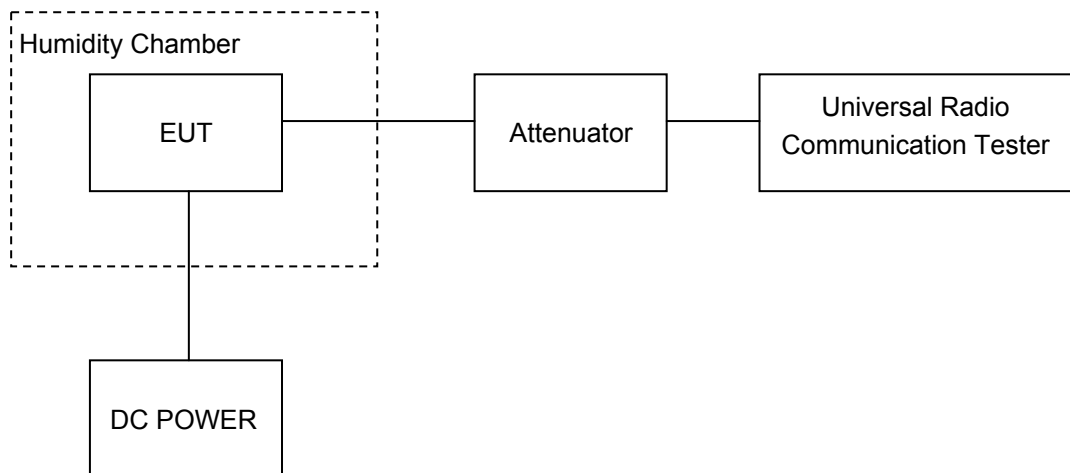 Humidity Chamber
EUT
Attenuator
Universal Radio
Communication Tester
DC POWER